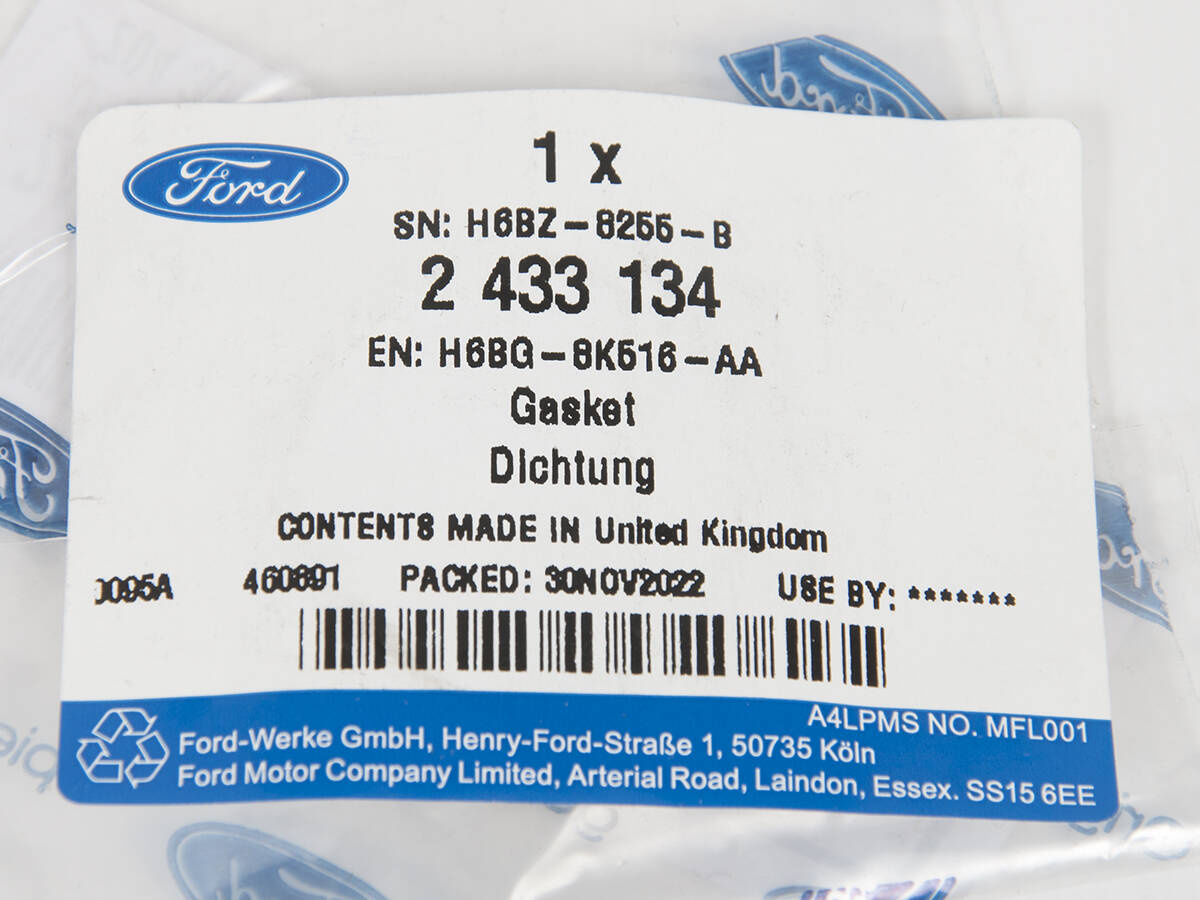 Ford
1 x
SN: H6BZ-8255-B
2 433 134
EN: H6BG-8K516-AA
Gasket
Dichtung
CONTENTS MADE IN United Kingdom
0095A 460891 PACKED: 30NOV2022 USE BY: *******
A4LPMS NO. MFL001
Ford-Werke GmbH, Henry-Ford-Straße 1, 50735 Köln
Ford Motor Company Limited, Arterial Road, Laindon, Essex. SS15 6EE